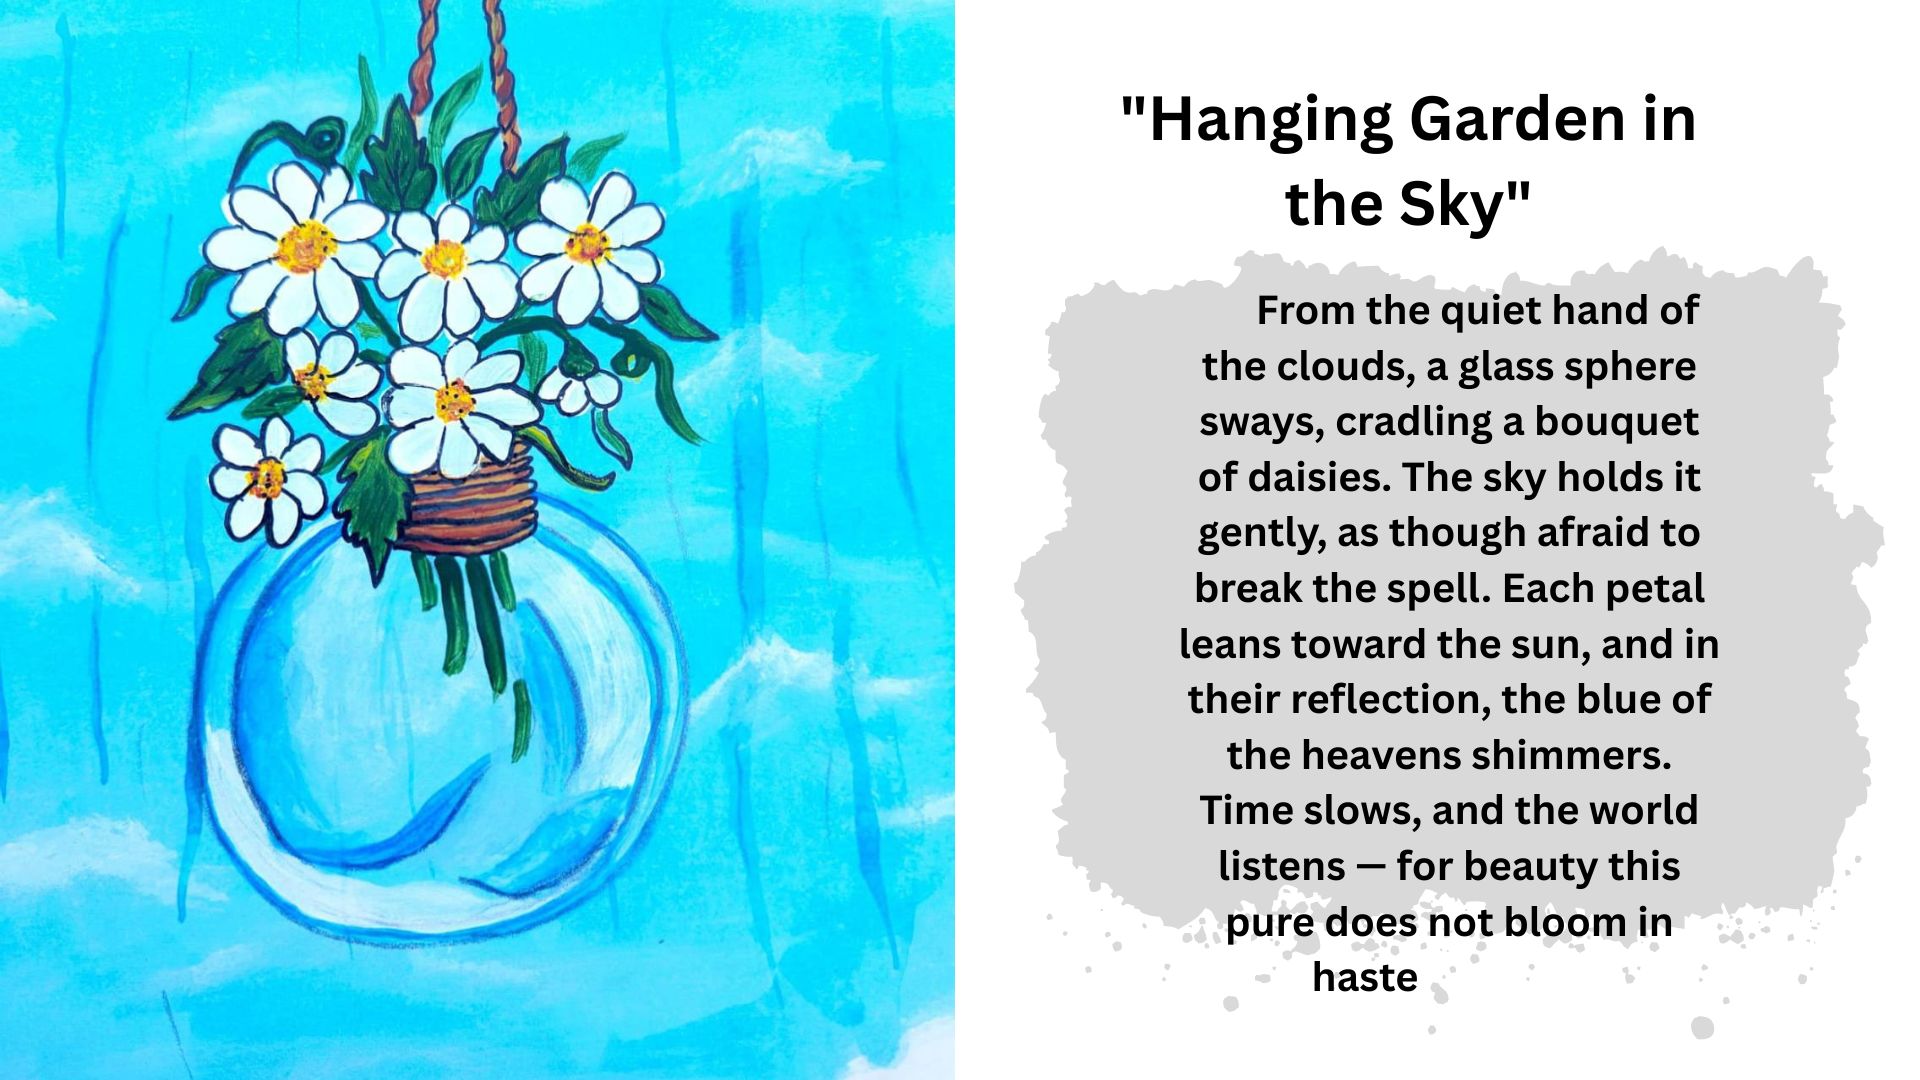 "Hanging Garden in
the Sky"
From the quiet hand of
the clouds, a glass sphere
sways, cradling a bouquet
of daisies. The sky holds it
gently, as though afraid to
break the spell. Each petal
leans toward the sun, and in
their reflection, the blue of
the heavens shimmers.
Time slows, and the world
listens — for beauty this
pure does not bloom in
haste